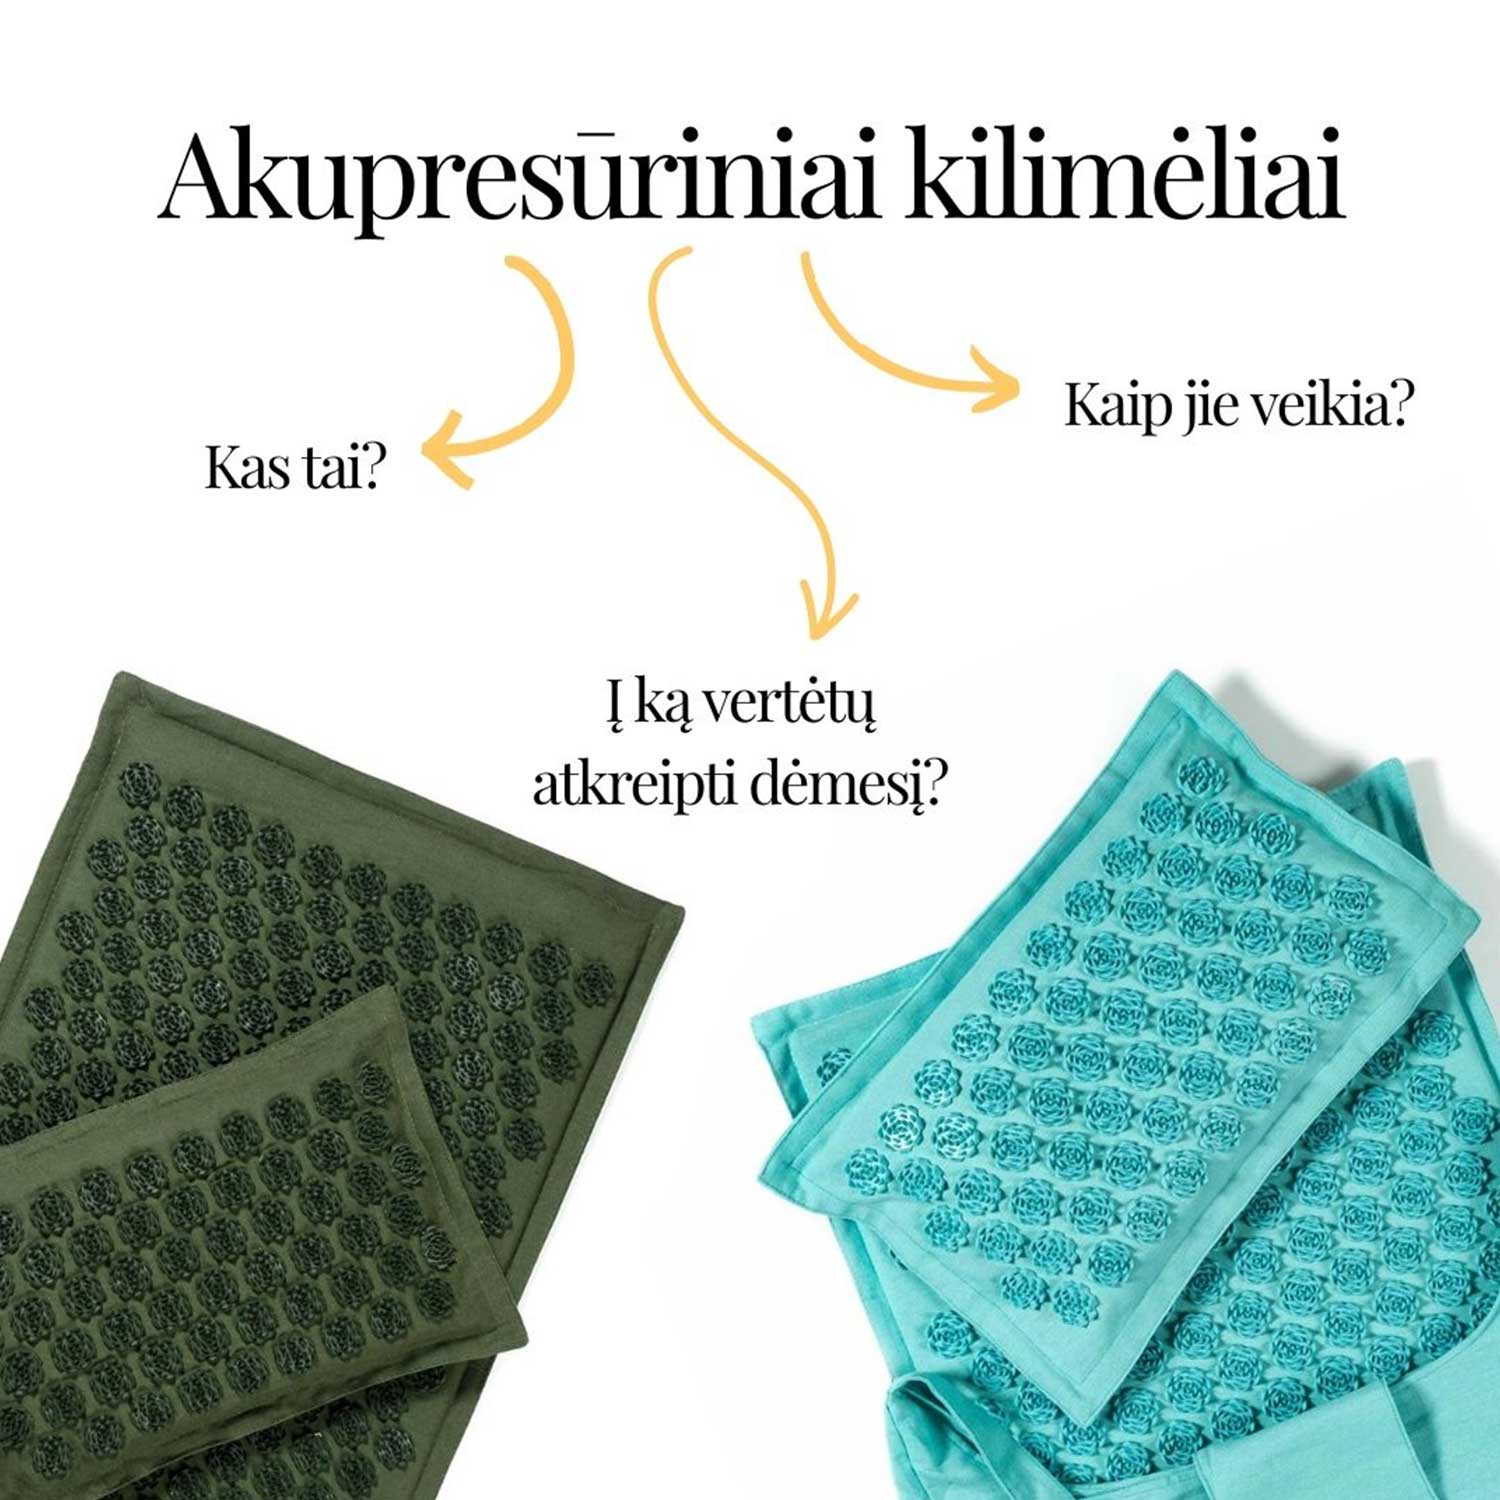 Akupresūriniai kilimėliai
Kaip jie veikia?
Kas tai?
Į ką vertėtų
atkreipti dėmesį?